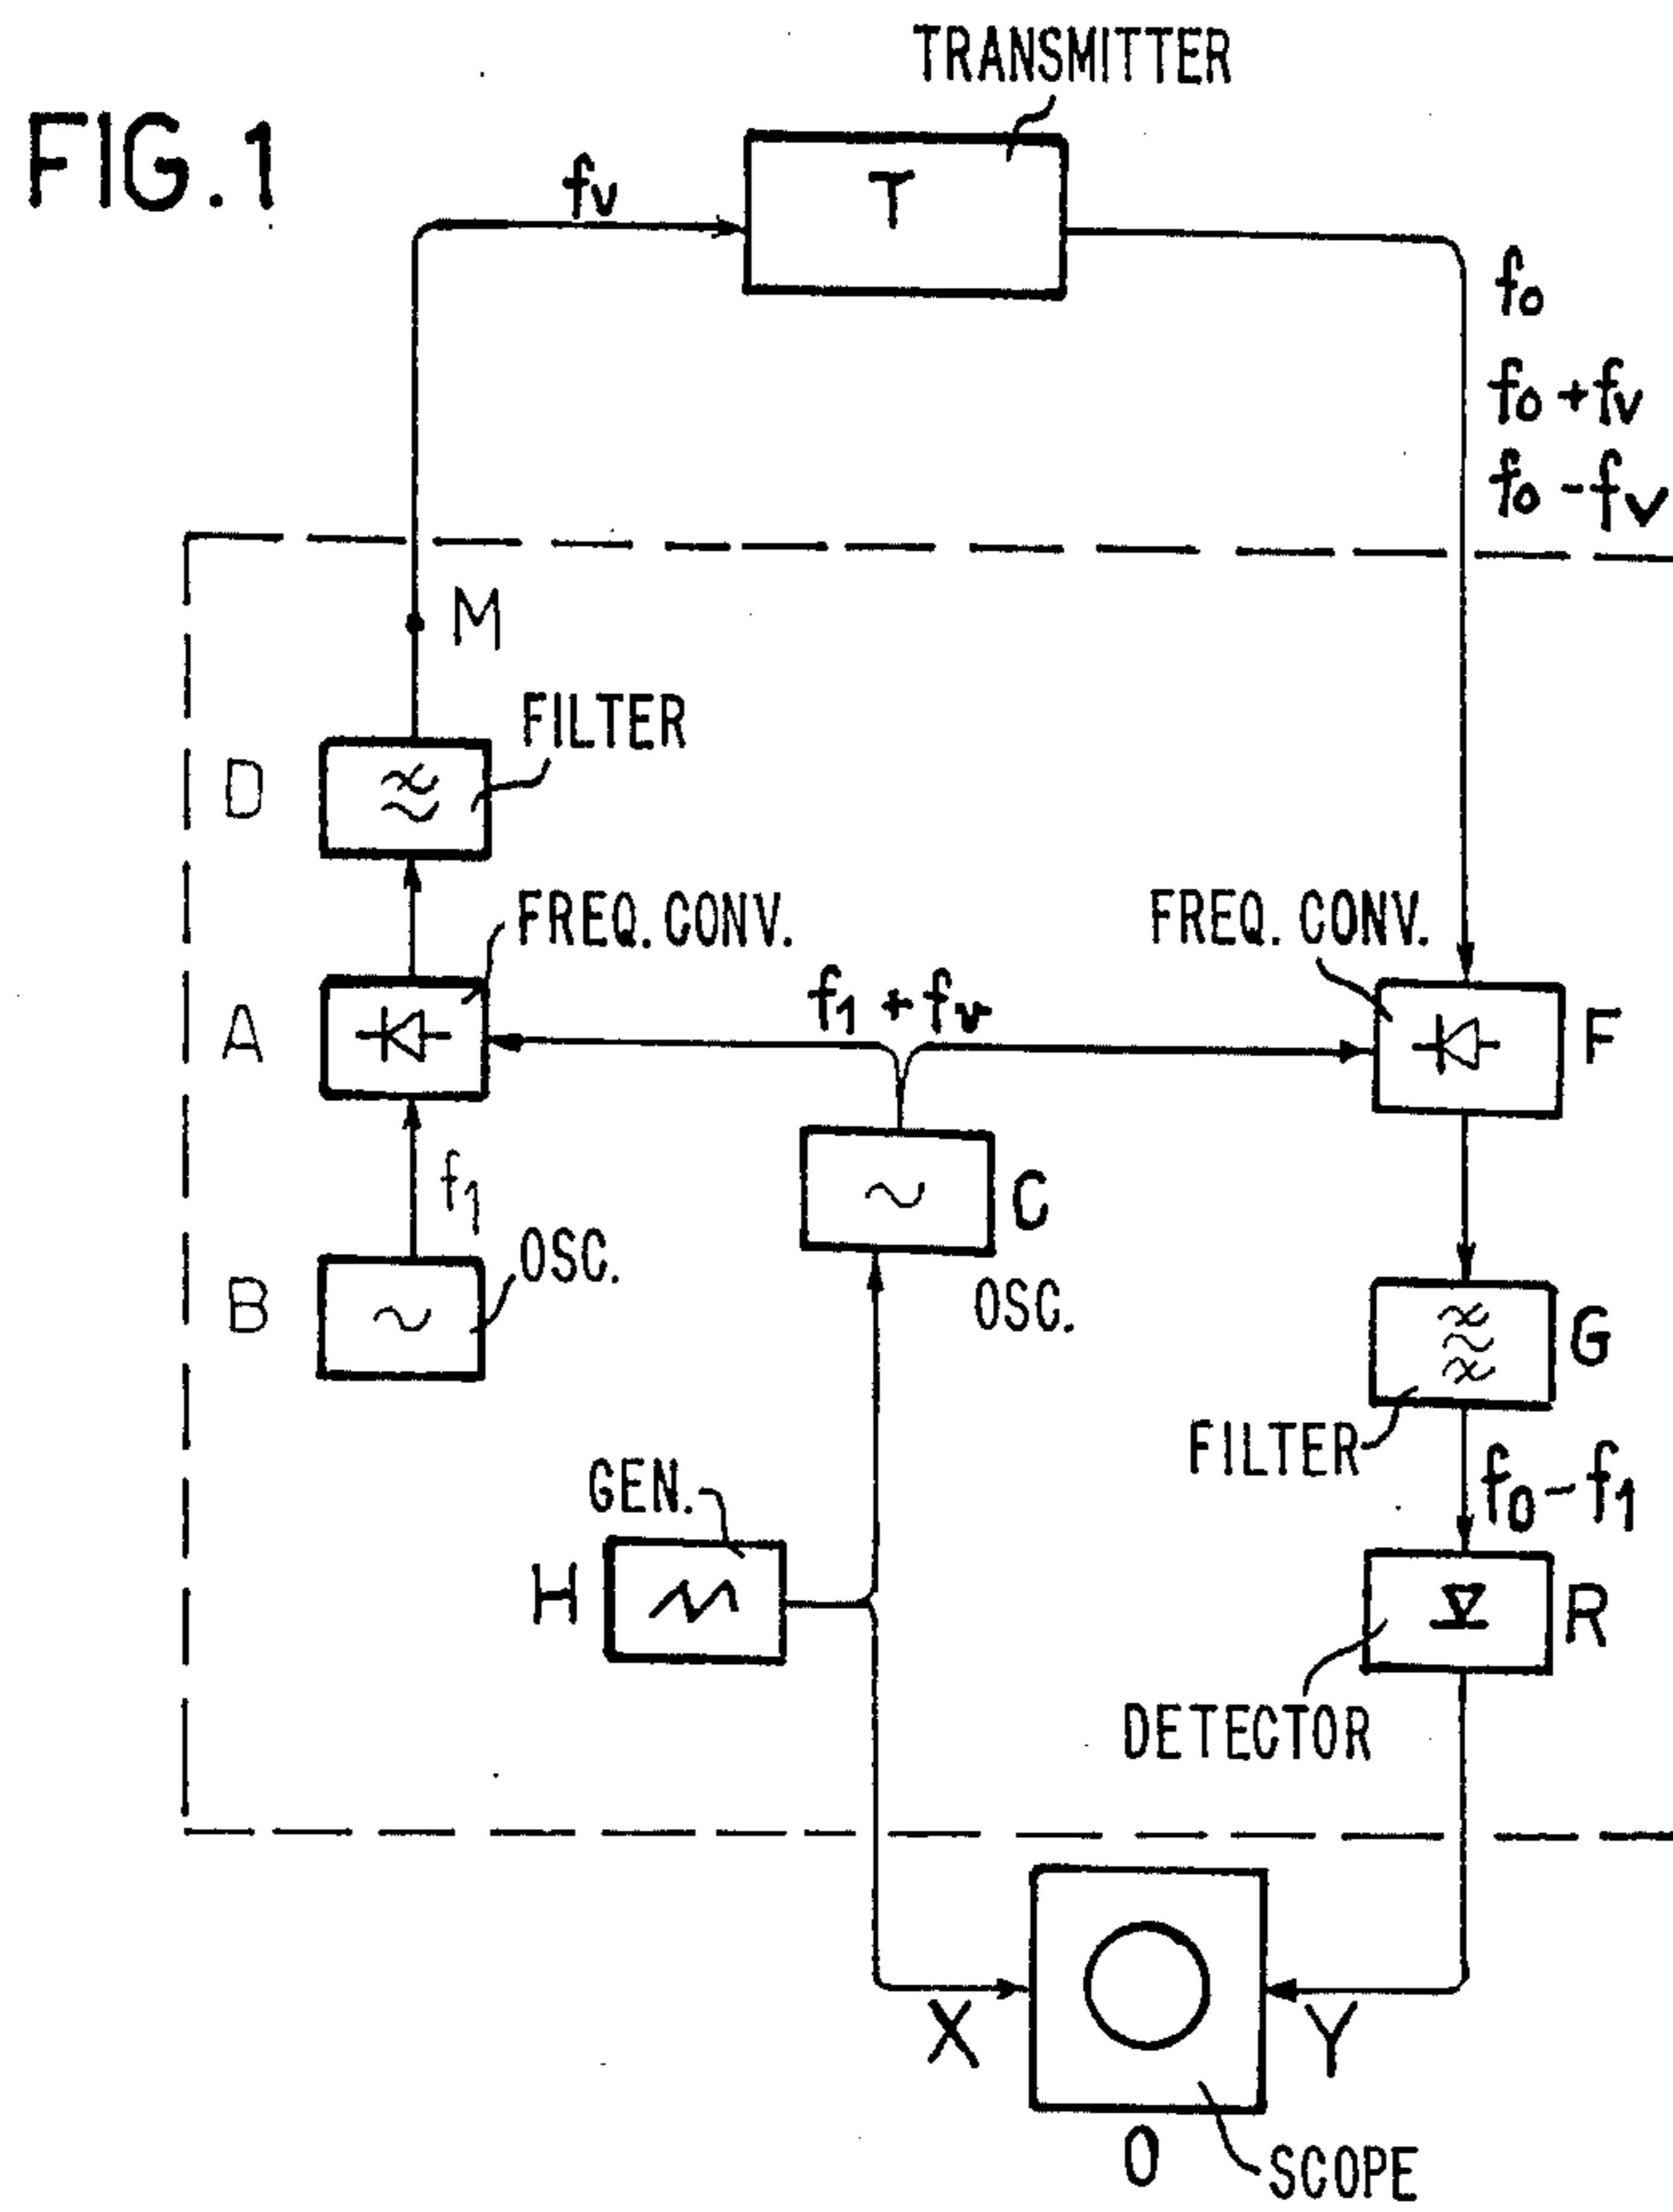 FIG.1
TRANSMITTER
T
fv
fo
fo+fv
fo-fv
M
D
FILTER
A
FREQ. CONV.
f1+fv
FREQ. CONV.
F
f1
C
B
OSC.
OSC.
G
FILTER
fo-f1
GEN.
H
R
DETECTOR
X
Y
O
SCOPE